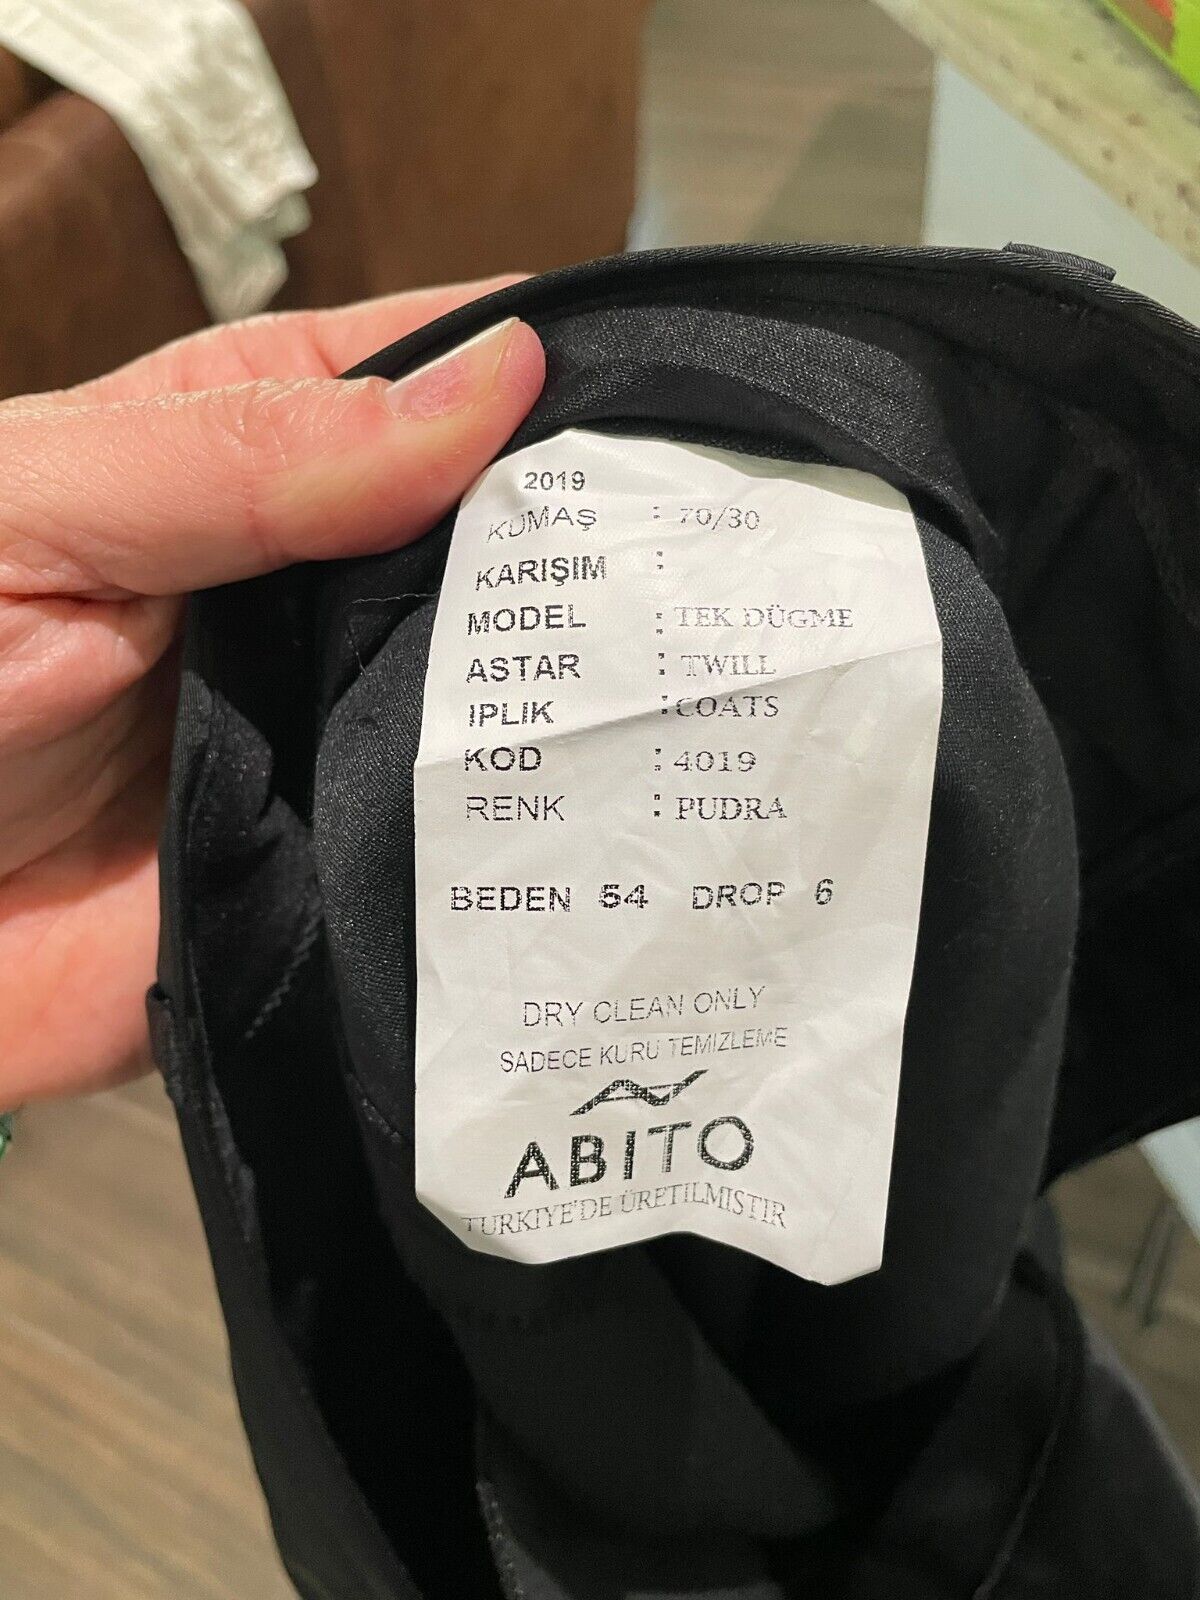 2019
KUMAŞ : 70/30
KARIŞIM :
MODEL : TEK DÜGME
ASTAR : TWILL
IPLIK : COATS
KOD : 4019
RENK : PUDRA
BEDEN 54 DROP 6
DRY CLEAN ONLY
SADECE KURU TEMIZLEME
ABITO
TURKIYE'DE ÜRETILMISTIR